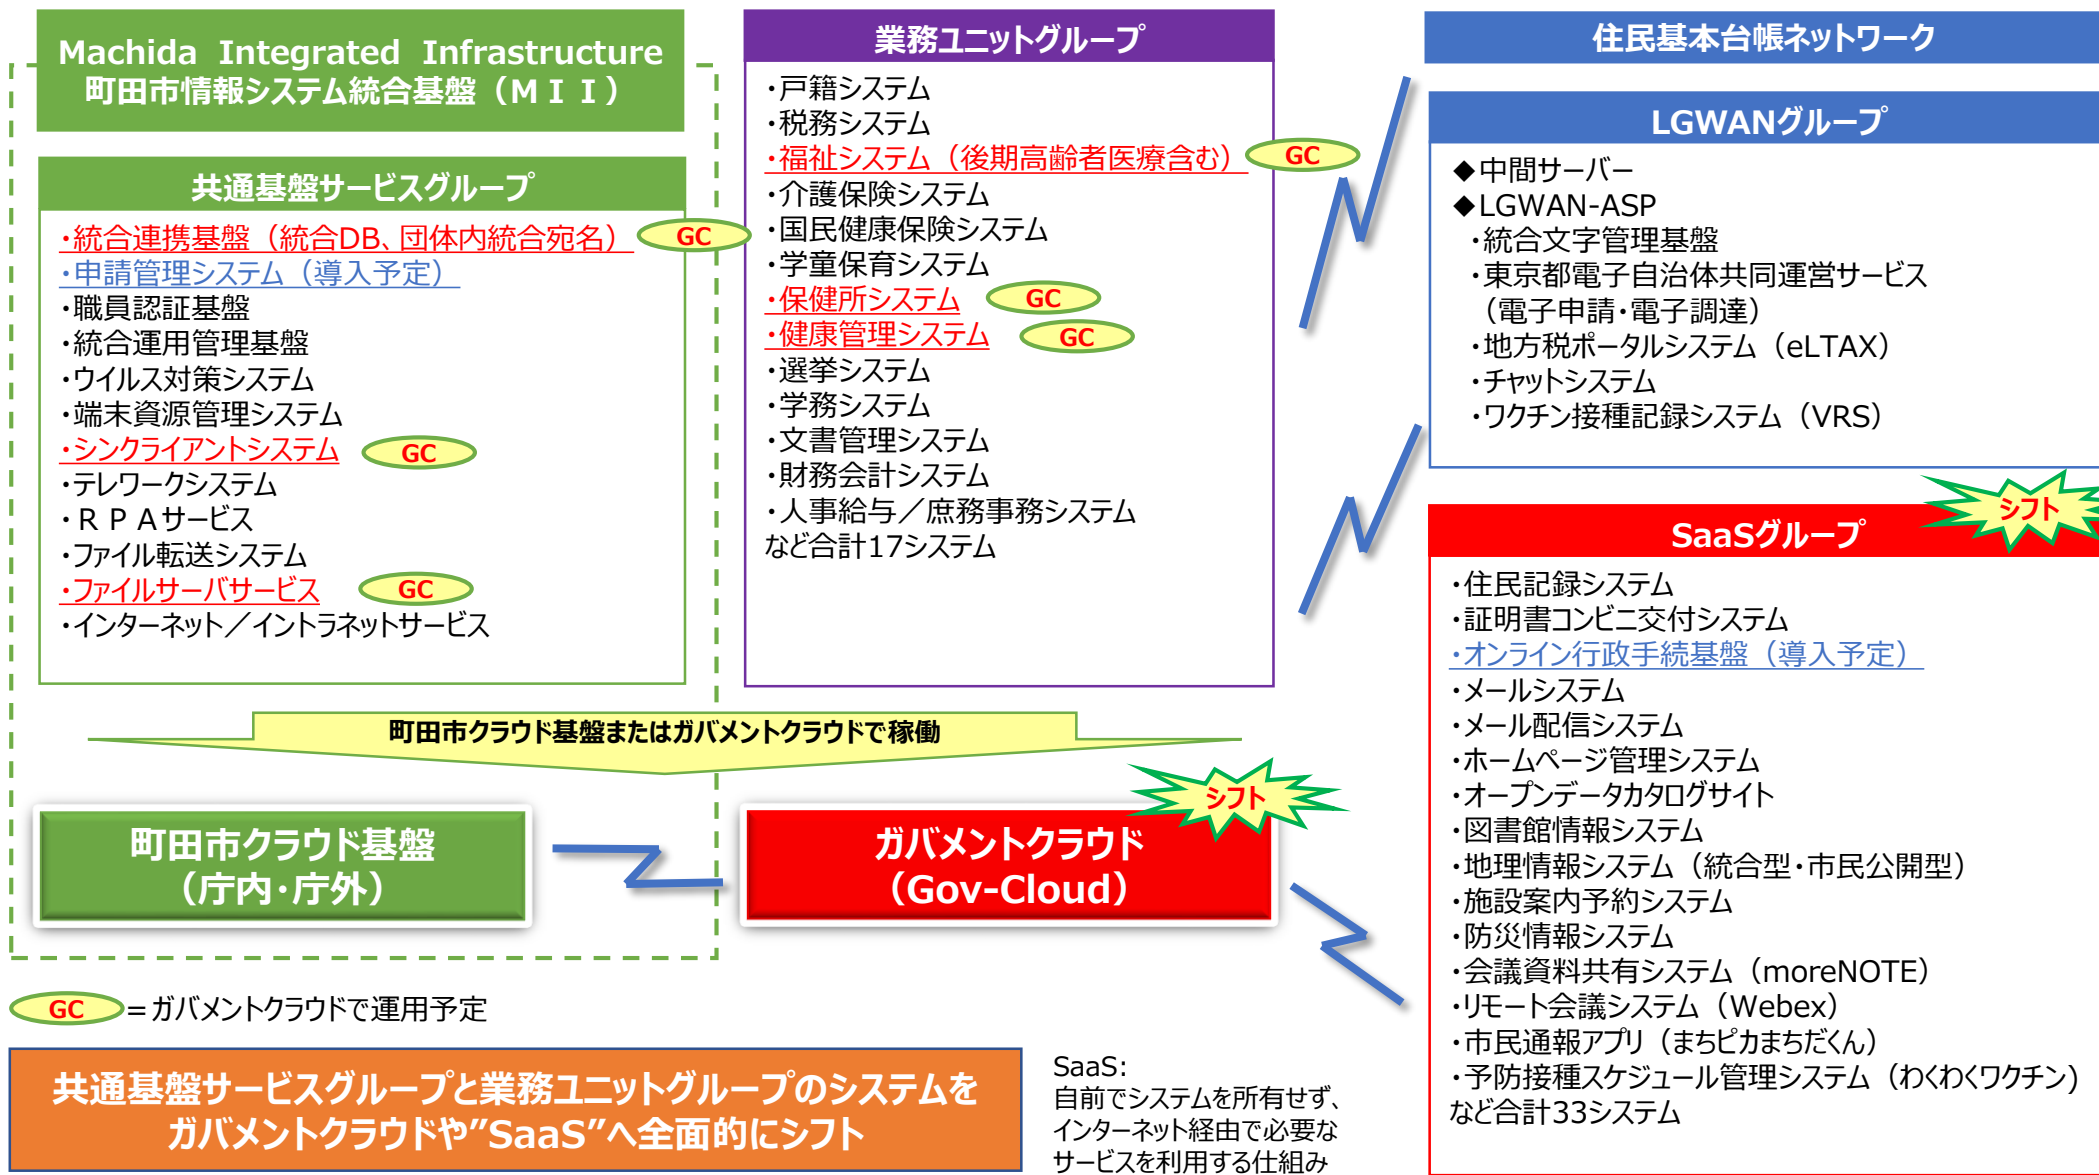 Machida Integrated Infrastructure
町田市情報システム統合基盤（ＭＩＩ）
共通基盤サービスグループ
・統合連携基盤（統合DB、団体内統合宛名）
GC
・申請管理システム（導入予定）
・職員認証基盤
・統合運用管理基盤
・ウイルス対策システム
・端末資源管理システム
・シンクライアントシステム
GC
・テレワークシステム
・ＲＰＡサービス
・ファイル転送システム
・ファイルサーバサービス
GC
・インターネット／イントラネットサービス
業務ユニットグループ
・戸籍システム
・税務システム
・福祉システム（後期高齢者医療含む）
GC
・介護保険システム
・国民健康保険システム
・学童保育システム
・保健所システム
GC
・健康管理システム
GC
・選挙システム
・学務システム
・文書管理システム
・財務会計システム
・人事給与／庶務事務システム
など合計17システム
住民基本台帳ネットワーク
LGWANグループ
◆中間サーバー
◆LGWAN-ASP
・統合文字管理基盤
・東京都電子自治体共同運営サービス
（電子申請・電子調達）
・地方税ポータルシステム（eLTAX）
・チャットシステム
・ワクチン接種記録システム（VRS）
シフト
SaaSグループ
・住民記録システム
・証明書コンビニ交付システム
・オンライン行政手続基盤（導入予定）
・メールシステム
・メール配信システム
・ホームページ管理システム
・オープンデータカタログサイト
・図書館情報システム
・地理情報システム（統合型・市民公開型）
・施設案内予約システム
・防災情報システム
・会議資料共有システム（moreNOTE）
・リモート会議システム（Webex）
・市民通報アプリ（まちピカまちだくん）
・予防接種スケジュール管理システム（わくわくワクチン）
など合計33システム
町田市クラウド基盤またはガバメントクラウドで稼働
町田市クラウド基盤
（庁内・庁外）
シフト
ガバメントクラウド
（Gov-Cloud）
GC＝ガバメントクラウドで運用予定
共通基盤サービスグループと業務ユニットグループのシステムを
ガバメントクラウドや”SaaS”へ全面的にシフト
SaaS:
自前でシステムを所有せず、
インターネット経由で必要な
サービスを利用する仕組み